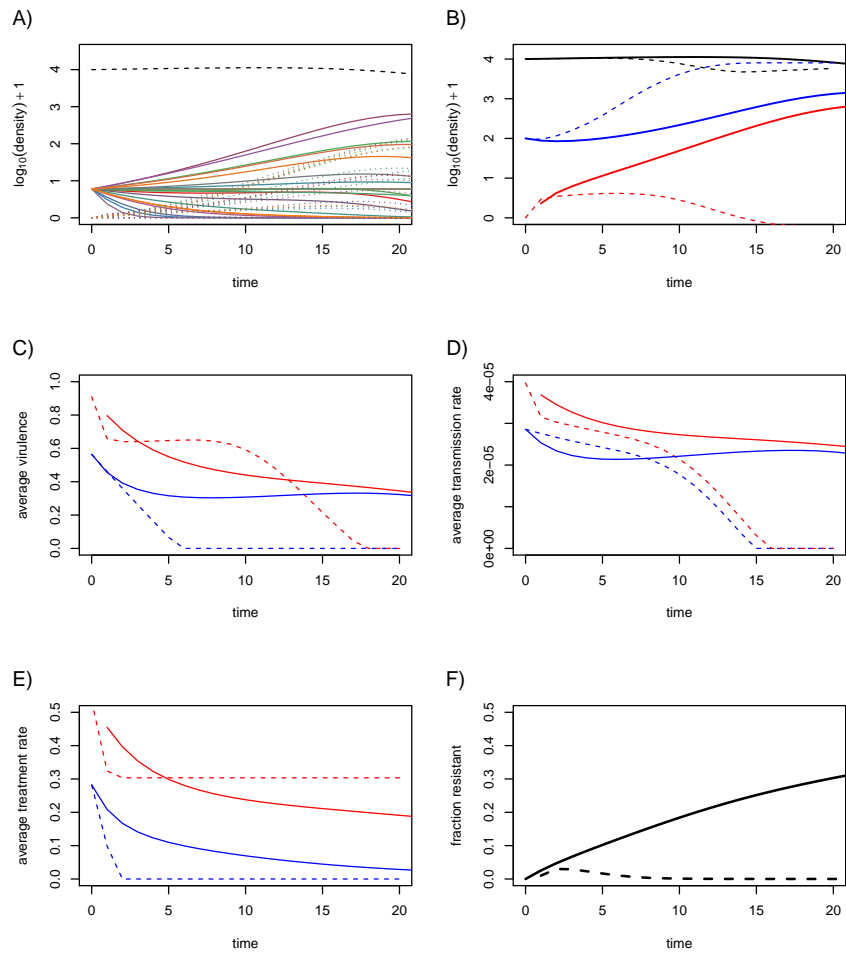 A)
log10(density) + 1
0 1 2 3 4
0 5 10 15 20
time
B)
log10(density) + 1
0 1 2 3 4
0 5 10 15 20
time
C)
average virulence
0.0 0.2 0.4 0.6 0.8 1.0
0 5 10 15 20
time
D)
average transmission rate
0e+00 2e−05 4e−05
0 5 10 15 20
time
E)
average treatment rate
0.0 0.1 0.2 0.3 0.4 0.5
0 5 10 15 20
time
F)
fraction resistant
0.0 0.1 0.2 0.3 0.4 0.5
0 5 10 15 20
time